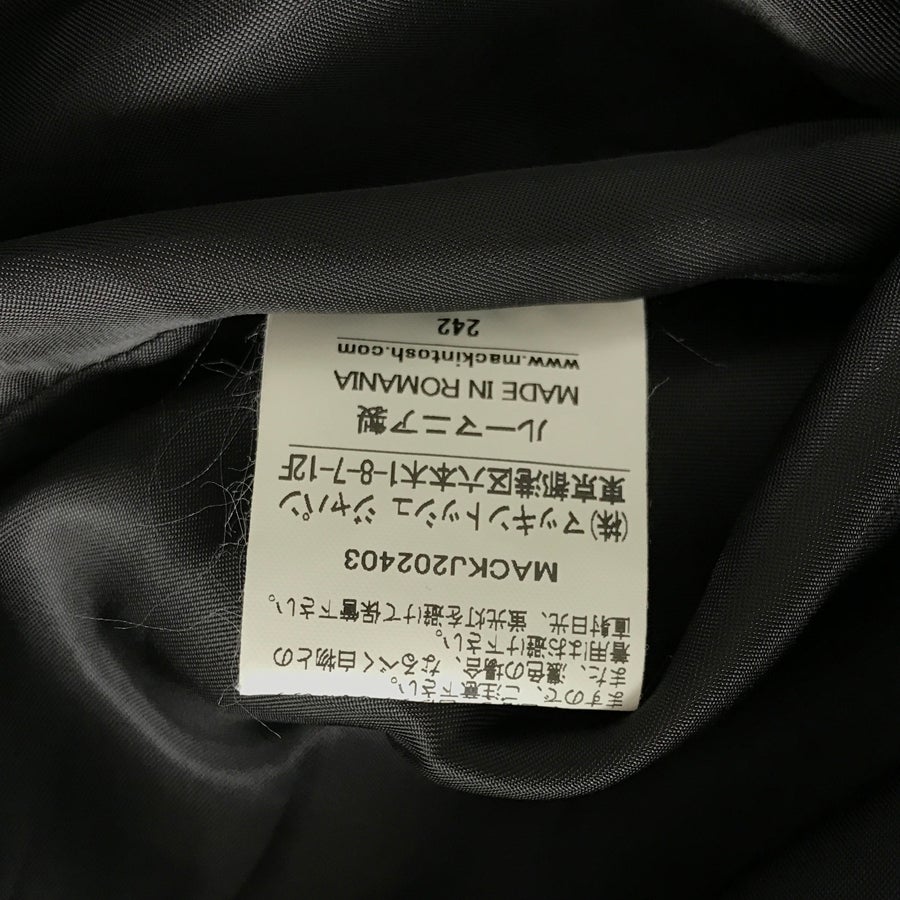 ますので、ご注意下さい。
また、濃色の場合、なるべく白物との
着用はお避け下さい。
直射日光、蛍光灯を避けて保管下さい。
MACKJ202403
(株)マッキントッシュ ジャパン
東京都港区六本木1-8-7-12F
ルーマニア製
MADE IN ROMANIA
www.mackintosh.com
242